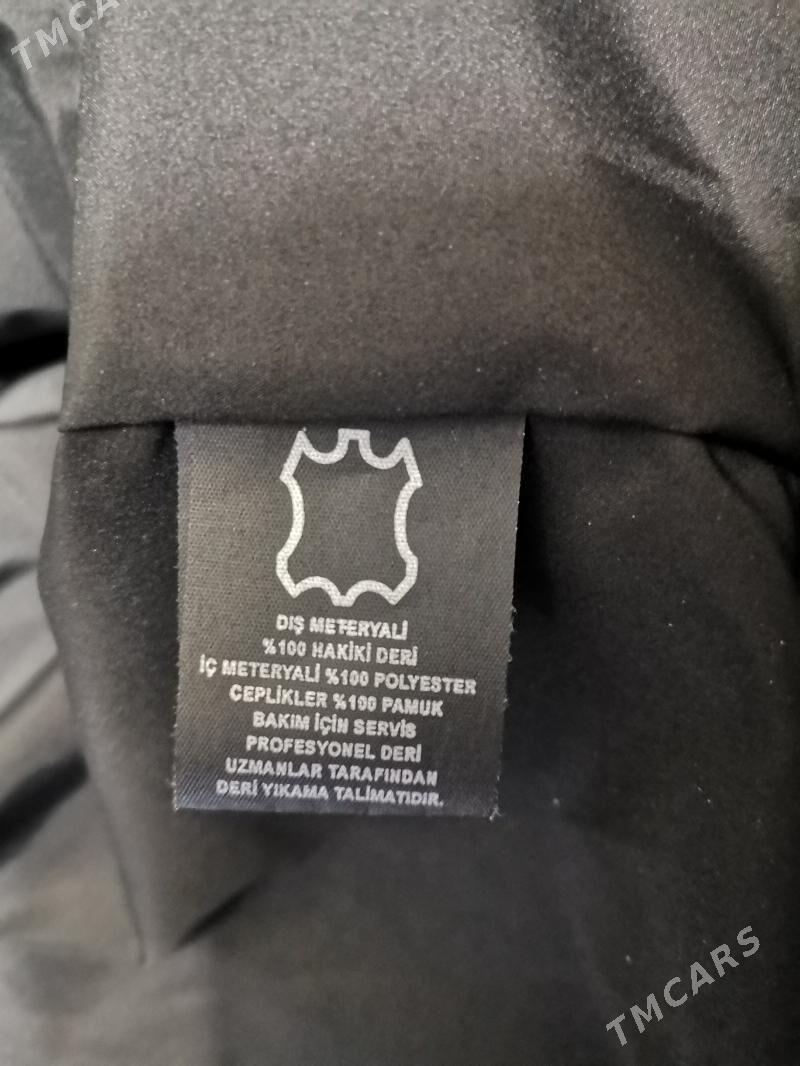 TMCARS
DIŞ METERYALİ
%100 HAKİKİ DERİ
İÇ METERYALİ %100 POLYESTER
CEPLİKLER %100 PAMUK
BAKIM İÇİN SERVİS
PROFESYONEL DERİ
UZMANLAR TARAFINDAN
DERİ YIKAMA TALİMATIDIR.
TMCARS